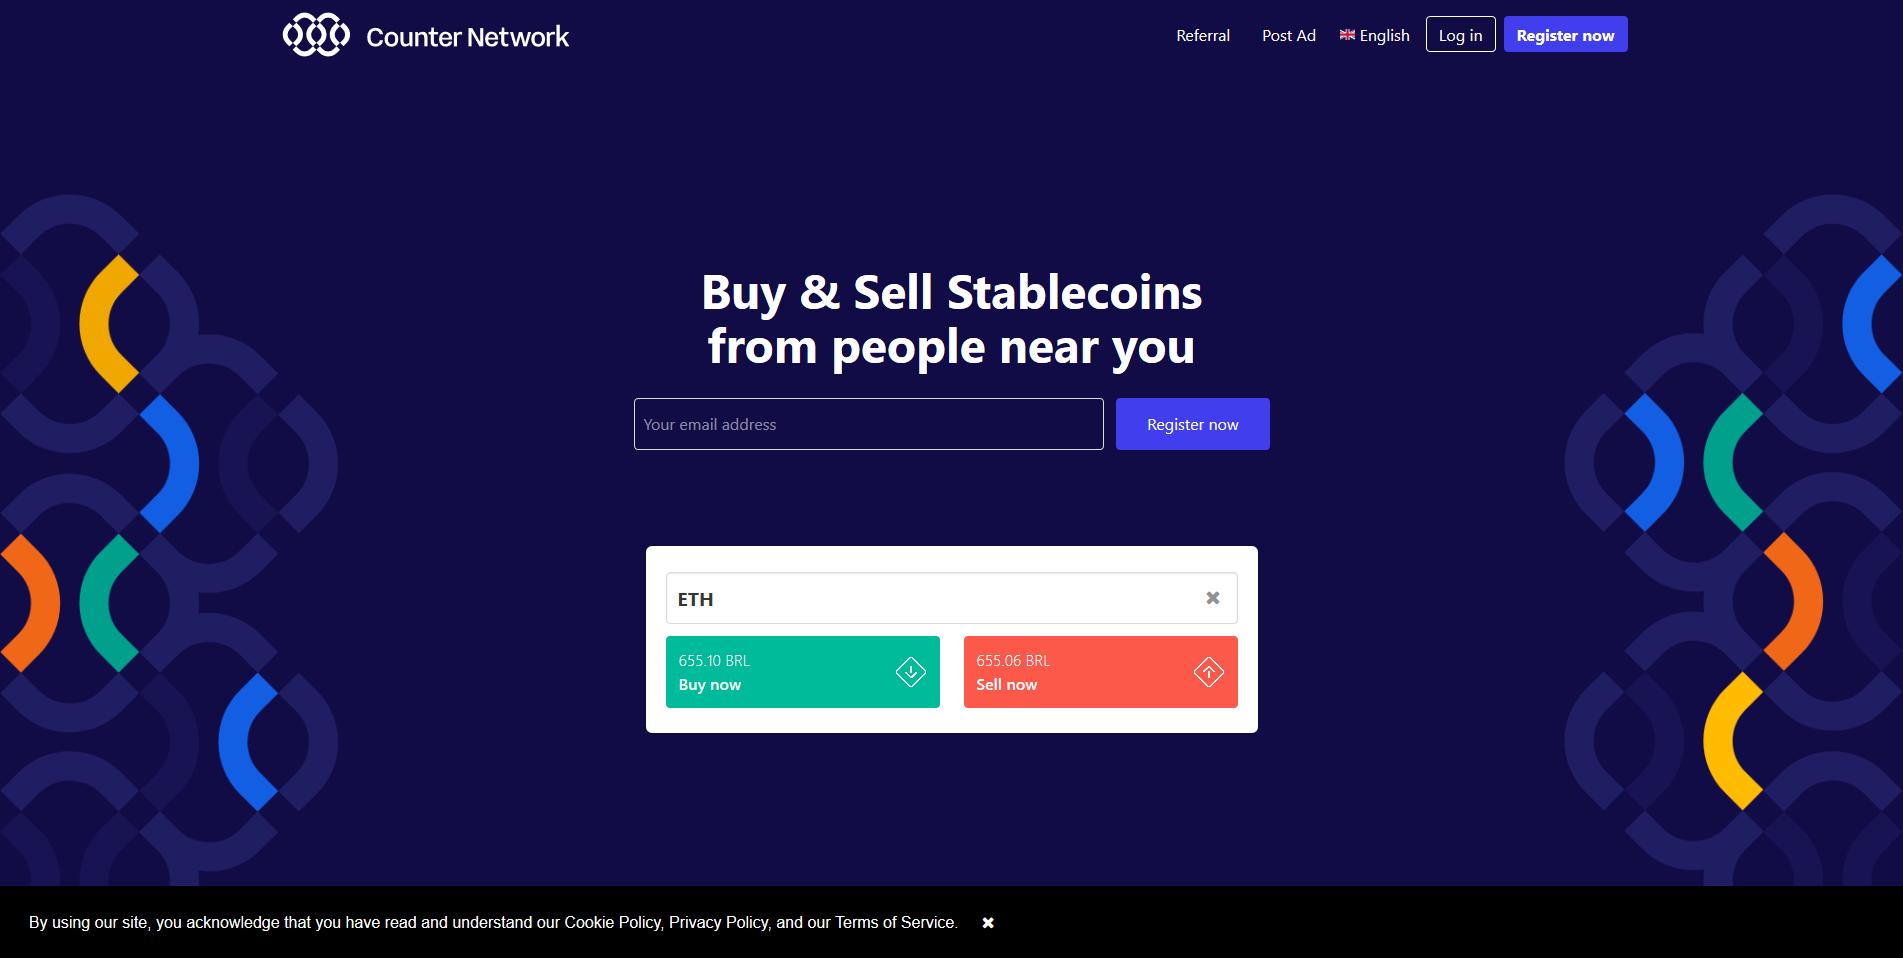 Counter Network
Referral
Post Ad
English
Log in
Register now
Buy & Sell Stablecoins
from people near you
Your email address
Register now
ETH
655.10 BRL
Buy now
655.06 BRL
Sell now
By using our site, you acknowledge that you have read and understand our Cookie Policy, Privacy Policy, and our Terms of Service.